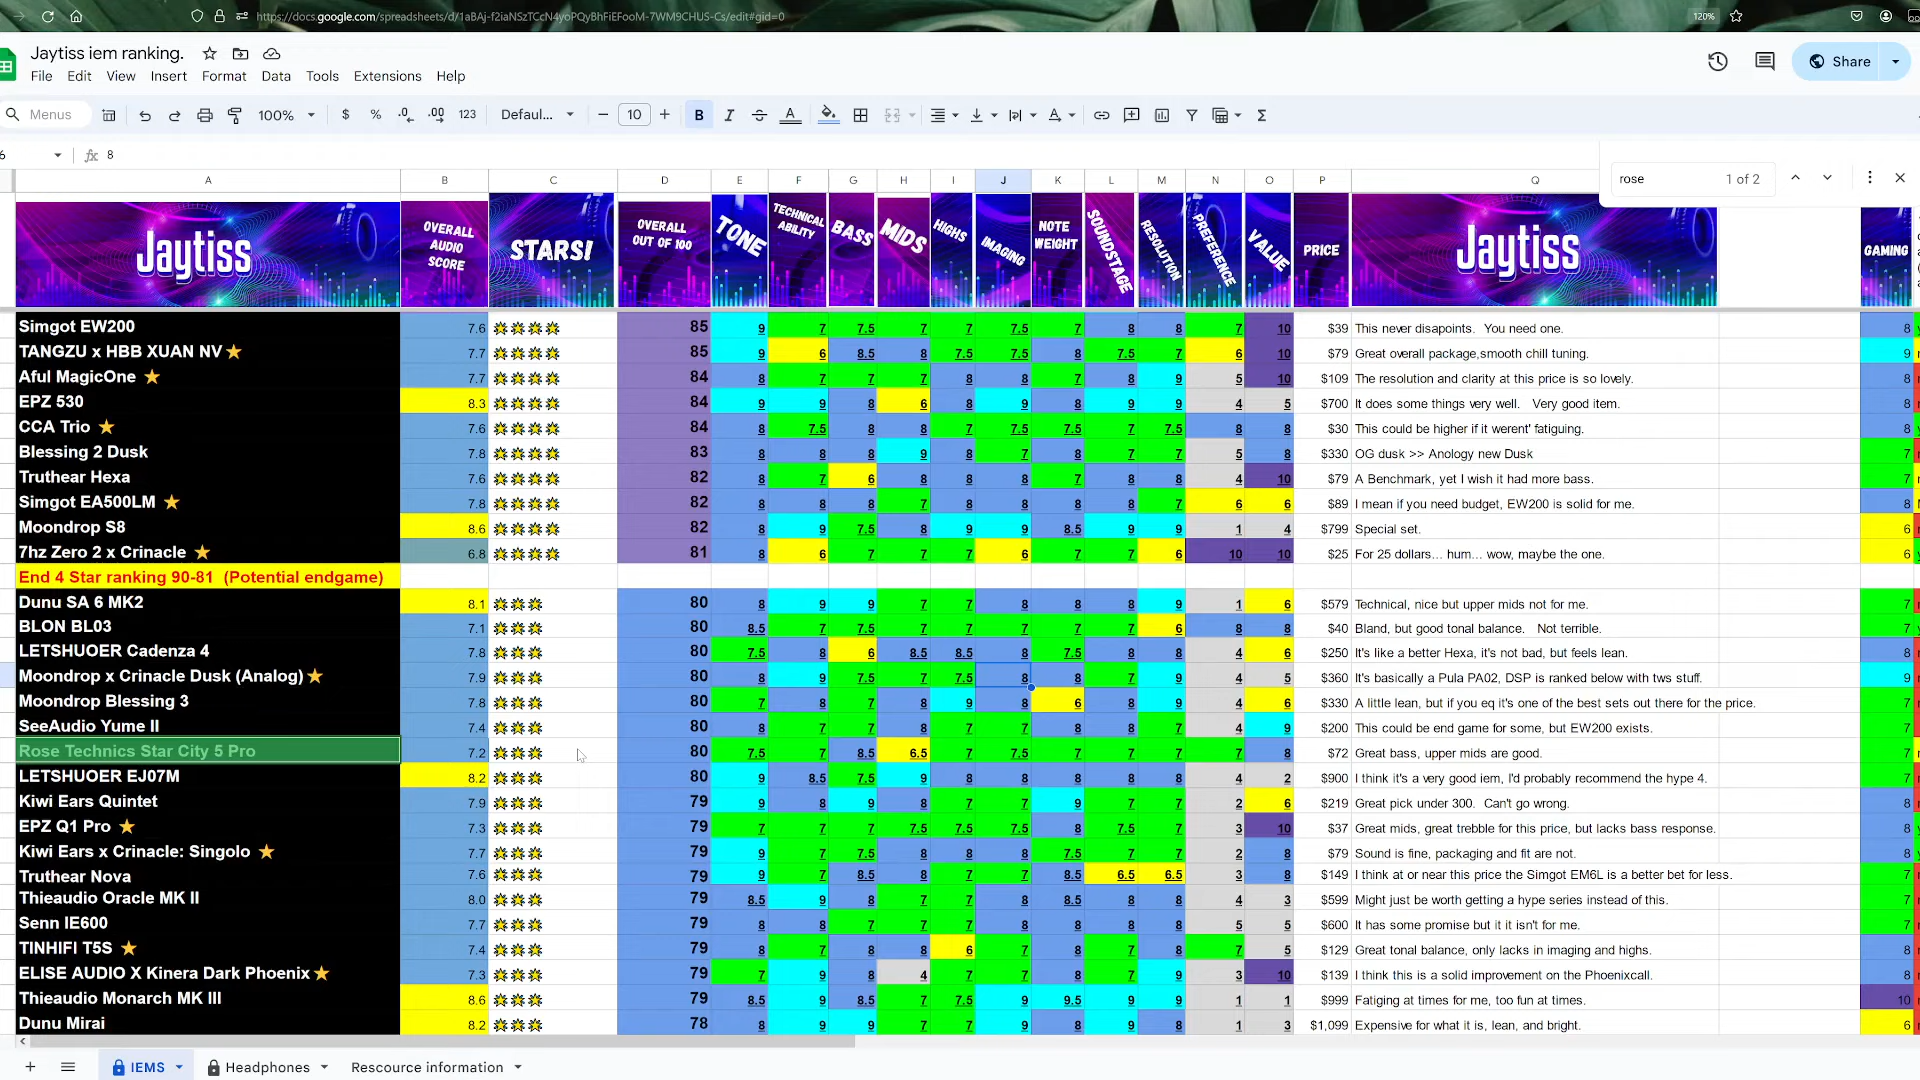 https://docs.google.com/spreadsheets/d/1aBAj-f2iaNSzTCcN4yoPQyBhFiEFooM-7WM9CHUS-Cs/edit#gid=0 120%
Jaytiss iem ranking.
File Edit View Insert Format Data Tools Extensions Help Share
Menus 100% $ % .0 .00 123 Defaul... 10 B I A
6 fx 8
rose 1 of 2
A B C D E F G H I J K L M N O P Q
Jaytiss OVERALL AUDIO SCORE STARS! OVERALL OUT OF 100 TONE TECHNICAL ABILITY BASS MIDS HIGHS IMAGING NOTE WEIGHT SOUNDSTAGE RESOLUTION PREFERENCE VALUE PRICE Jaytiss GAMING
Simgot EW200 7.6 85 9 7 7.5 7 7 7.5 7 8 8 7 10 $39 This never disapoints. You need one. 8
TANGZU x HBB XUAN NV 7.7 85 9 6 8.5 8 7.5 7.5 8 7.5 7 6 10 $79 Great overall package,smooth chill tuning. 9
Aful MagicOne 7.7 84 8 7 7 7 8 8 7 8 9 5 10 $109 The resolution and clarity at this price is so lovely. 8
EPZ 530 8.3 84 9 9 8 6 8 9 8 9 9 4 5 $700 It does some things very well. Very good item. 8
CCA Trio 7.6 84 8 7.5 8 8 7 7.5 7.5 7 7.5 8 8 $30 This could be higher if it werent' fatiguing. 8
Blessing 2 Dusk 7.8 83 8 8 8 9 8 8 7 7 7 5 8 $330 OG dusk >> Anology new Dusk 7
Truthear Hexa 7.6 82 8 7 6 8 8 8 7 8 8 4 10 $79 A Benchmark, yet I wish it had more bass. 7
Simgot EA500LM 7.8 82 8 8 8 7 8 8 8 8 7 6 6 $89 I mean if you need budget, EW200 is solid for me. 8
Moondrop S8 8.6 82 8 9 7.5 8 9 9 8.5 9 9 1 4 $799 Special set. 6
7hz Zero 2 x Crinacle 6.8 81 8 6 7 7 7 6 7 7 6 10 10 $25 For 25 dollars... hum... wow, maybe the one. 6
End 4 Star ranking 90-81 (Potential endgame)
Dunu SA 6 MK2 8.1 80 8 9 9 7 7 8 8 8 9 1 6 $579 Technical, nice but upper mids not for me. 7
BLON BL03 7.1 80 8.5 7 7.5 7 7 7 7 7 6 8 8 $40 Bland, but good tonal balance. Not terrible. 7
LETSHUOER Cadenza 4 7.8 80 7.5 8 6 8.5 8.5 8 7.5 8 8 4 6 $250 It's like a better Hexa, it's not bad, but feels lean. 8
Moondrop x Crinacle Dusk (Analog) 7.9 80 8 9 7.5 7 7.5 8 8 7 9 4 5 $360 It's basically a Pula PA02, DSP is ranked below with tws stuff. 9
Moondrop Blessing 3 7.8 80 7 8 7 8 9 8 6 8 9 4 6 $330 A little lean, but if you eq it's one of the best sets out there for the price. 7
SeeAudio Yume II 7.4 80 8 7 7 8 7 7 8 8 7 4 9 $200 This could be end game for some, but EW200 exists. 7
Rose Technics Star City 5 Pro 7.2 80 7.5 7 8.5 6.5 7 7.5 7 7 7 7 8 $72 Great bass, upper mids are good. 7
LETSHUOER EJ07M 8.2 80 9 8.5 7.5 9 8 8 8 8 8 4 2 $900 I think it's a very good iem, I'd probably recommend the hype 4. 7
Kiwi Ears Quintet 7.9 79 9 8 9 8 7 7 9 7 7 2 6 $219 Great pick under 300. Can't go wrong. 8
EPZ Q1 Pro 7.3 79 7 7 7 7.5 7.5 7.5 8 7.5 7 3 10 $37 Great mids, great trebble for this price, but lacks bass response. 8
Kiwi Ears x Crinacle: Singolo 7.7 79 9 7 7.5 8 8 8 7.5 7 7 2 8 $79 Sound is fine, packaging and fit are not. 8
Truthear Nova 7.6 79 9 7 8.5 8 7 7 8.5 6.5 6.5 3 8 $149 I think at or near this price the Simgot EM6L is a better bet for less. 7
Thieaudio Oracle MK II 8.0 79 8.5 9 8 7 7 8 8.5 8 8 4 3 $599 Might just be worth getting a hype series instead of this. 7
Senn IE600 7.7 79 8 8 7 7 7 8 8 8 8 5 5 $600 It has some promise but it it isn't for me. 7
TINHIFI T5S 7.4 79 8 7 8 8 6 7 8 7 8 7 5 $129 Great tonal balance, only lacks in imaging and highs. 8
ELISE AUDIO X Kinera Dark Phoenix 7.3 79 7 9 8 4 7 7 8 7 9 3 10 $139 I think this is a solid improvement on the Phoenixcall. 8
Thieaudio Monarch MK III 8.6 79 8.5 9 8.5 7 7.5 9 9.5 9 9 1 1 $999 Fatiging at times for me, too fun at times. 10
Dunu Mirai 8.2 78 8 9 9 7 7 9 8 9 8 1 3 $1,099 Expensive for what it is, lean, and bright. 6
IEMS Headphones Rescource information